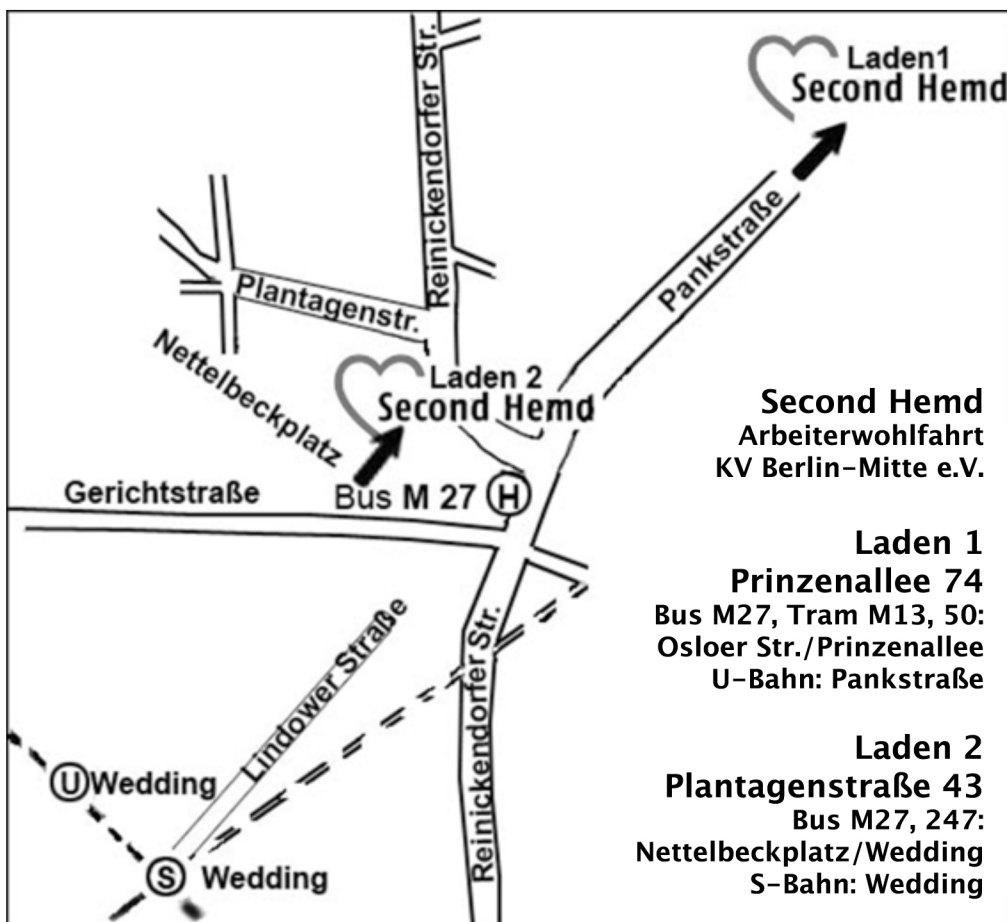 Laden1
Second Hemd
Reinickendorfer Str.
Pankstraße
Plantagenstr.
Nettelbeckplatz
Laden 2
Second Hemd
Gerichtstraße
Bus M 27 H
Lindower Straße
Reinickendorfer Str.
U Wedding
S Wedding
Second Hemd
Arbeiterwohlfahrt
KV Berlin-Mitte e.V.
Laden 1
Prinzenallee 74
Bus M27, Tram M13, 50:
Osloer Str./Prinzenallee
U-Bahn: Pankstraße
Laden 2
Plantagenstraße 43
Bus M27, 247:
Nettelbeckplatz/Wedding
S-Bahn: Wedding